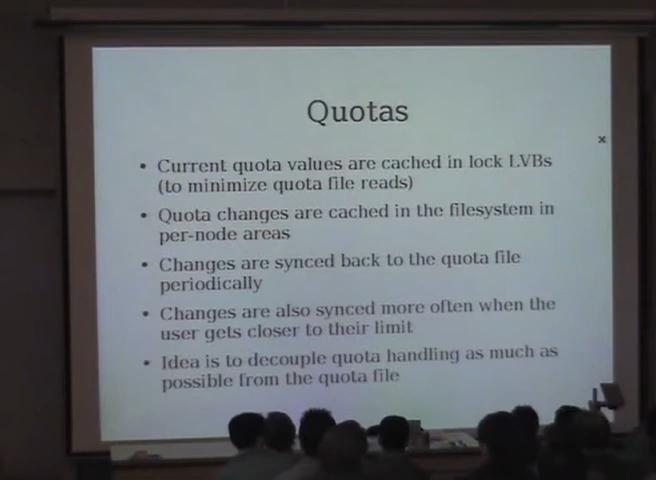 Quotas
• Current quota values are cached in lock LVBs
(to minimize quota file reads)
• Quota changes are cached in the filesystem in
per-node areas
• Changes are synced back to the quota file
periodically
• Changes are also synced more often when the
user gets closer to their limit
• Idea is to decouple quota handling as much as
possible from the quota file